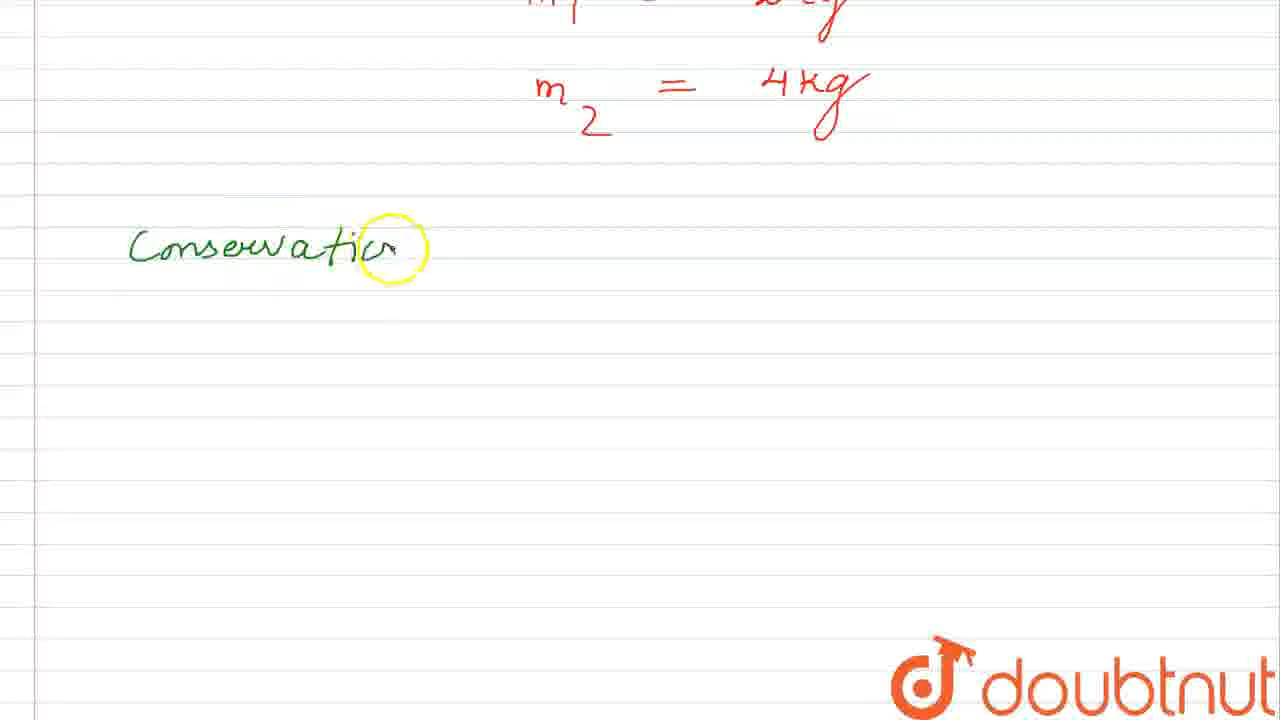 m2 = 4kg
Conservatio
doubtnut